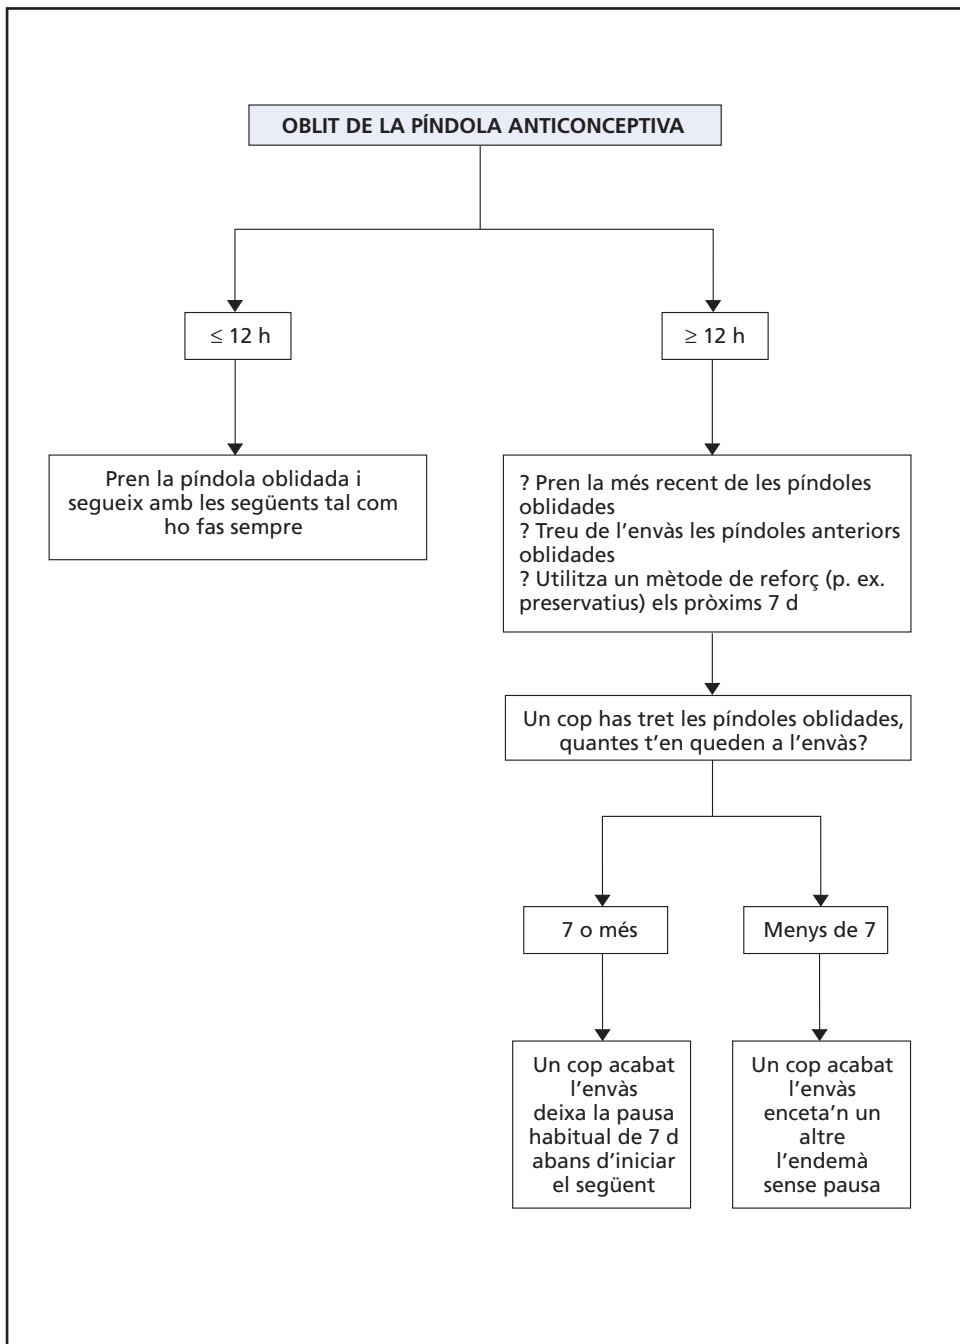 OBLIT DE LA PÍNDOLA ANTICONCEPTIVA
≤ 12 h
≥ 12 h
Pren la píndola oblidada i
segueix amb les següents tal com
ho fas sempre
? Pren la més recent de les píndoles
oblidades
? Treu de l'envàs les píndoles anteriors
oblidades
? Utilitza un mètode de reforç (p. ex.
preservatius) els pròxims 7 d
Un cop has tret les píndoles oblidades,
quantes t'en queden a l'envàs?
7 o més
Menys de 7
Un cop acabat
l'envàs
deixa la pausa
habitual de 7 d
abans d'iniciar
el següent
Un cop acabat
l'envàs
enceta'n un
altre
l'endemà
sense pausa